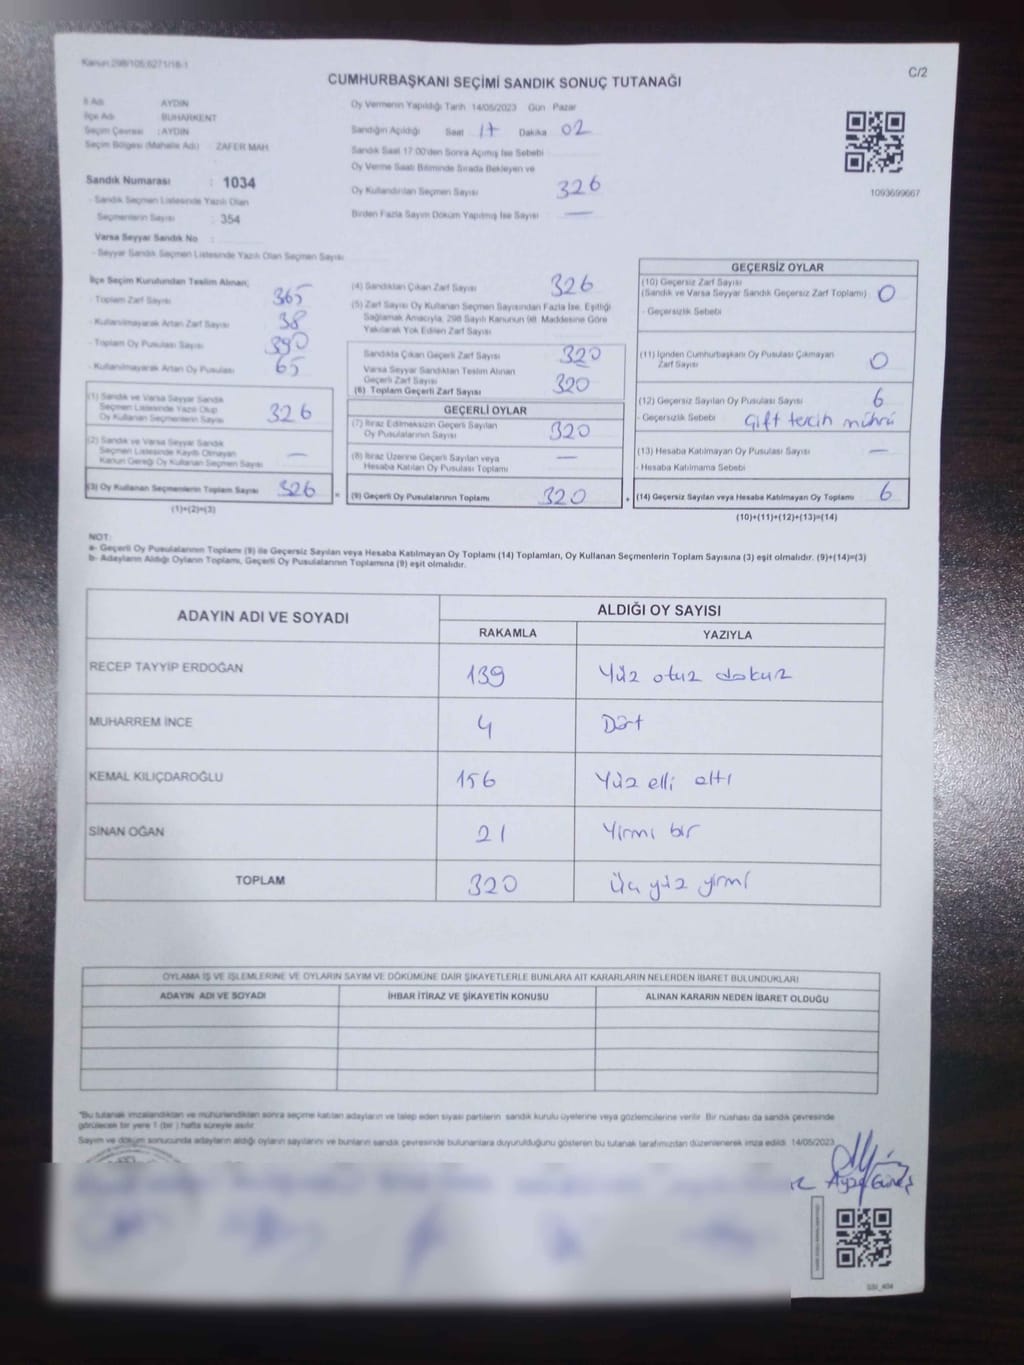 Kanun:298/105;6271/18-1
C/2
CUMHURBAŞKANI SEÇİMİ SANDIK SONUÇ TUTANAĞI
İl Adı AYDIN
İlçe Adı BUHARKENT
Seçim Çevresi : AYDIN
Seçim Bölgesi (Mahalle Adı) ZAFER MAH.
Sandık Numarası : 1034
- Sandık Seçmen Listesinde Yazılı Olan
Seçmenlerin Sayısı : 354
Varsa Seyyar Sandık No :
- Seyyar Sandık Seçmen Listesinde Yazılı Olan Seçmen Sayısı
Oy Vermenin Yapıldığı Tarih 14/05/2023 Gün Pazar
Sandığın Açıldığı Saat 17 Dakika 02
Sandık Saat 17:00'den Sonra Açılmış İse Sebebi
Oy Verme Saati Bitiminde Sırada Bekleyen ve
Oy Kullandırılan Seçmen Sayısı 326
Birden Fazla Sayım Döküm Yapılmış İse Sayısı —
1093699667
İlçe Seçim Kurulundan Teslim Alınan;
- Toplam Zarf Sayısı 365
- Kullanılmayarak Artan Zarf Sayısı 38
- Toplam Oy Pusulası Sayısı 390
- Kullanılmayarak Artan Oy Pusulası 65
(1) Sandık ve Varsa Seyyar Sandık
Seçmen Listesinde Yazılı Olup
Oy Kullanan Seçmenlerin Sayısı 326
(2) Sandık ve Varsa Seyyar Sandık
Seçmen Listesinde Kayıtlı Olmayan
Kanun Gereği Oy Kullanan Seçmen Sayısı —
(3) Oy Kullanan Seçmenlerin Toplam Sayısı 326 =
(1)+(2)=(3)
(4) Sandıktan Çıkan Zarf Sayısı 326
(5) Zarf Sayısı Oy Kullanan Seçmen Sayısından Fazla İse, Eşitliği
Sağlamak Amacıyla, 298 Sayılı Kanunun 98. Maddesine Göre
Yakılarak Yok Edilen Zarf Sayısı
Sandıkta Çıkan Geçerli Zarf Sayısı 320
Varsa Seyyar Sandıktan Teslim Alınan
Geçerli Zarf Sayısı
(6) Toplam Geçerli Zarf Sayısı 320
GEÇERLİ OYLAR
(7) İtiraz Edilmeksizin Geçerli Sayılan
Oy Pusulalarının Sayısı 320
(8) İtiraz Üzerine Geçerli Sayılan veya
Hesaba Katılan Oy Pusulası Toplamı —
(9) Geçerli Oy Pusulalarının Toplamı 320 +
GEÇERSİZ OYLAR
(10) Geçersiz Zarf Sayısı
(Sandık ve Varsa Seyyar Sandık Geçersiz Zarf Toplamı) 0
- Geçersizlik Sebebi
(11) İçinden Cumhurbaşkanı Oy Pusulası Çıkmayan
Zarf Sayısı 0
(12) Geçersiz Sayılan Oy Pusulası Sayısı 6
- Geçersizlik Sebebi Çift tercih mührü
(13) Hesaba Katılmayan Oy Pusulası Sayısı —
- Hesaba Katılmama Sebebi
(14) Geçersiz Sayılan veya Hesaba Katılmayan Oy Toplamı 6
(10)+(11)+(12)+(13)=(14)
NOT:
a- Geçerli Oy Pusulalarının Toplamı (9) ile Geçersiz Sayılan veya Hesaba Katılmayan Oy Toplamı (14) Toplamları, Oy Kullanan Seçmenlerin Toplam Sayısına (3) eşit olmalıdır. (9)+(14)=(3)
b- Adayların Aldığı Oyların Toplamı, Geçerli Oy Pusulalarının Toplamına (9) eşit olmalıdır.
ADAYIN ADI VE SOYADI
ALDIĞI OY SAYISI
RAKAMLA YAZIYLA
RECEP TAYYİP ERDOĞAN 139 Yüz otuz dokuz
MUHARREM İNCE 4 Dört
KEMAL KILIÇDAROĞLU 156 Yüz elli altı
SİNAN OĞAN 21 Yirmi bir
TOPLAM 320 Üç yüz yirmi
OYLAMA İŞ VE İŞLEMLERİNE VE OYLARIN SAYIM VE DÖKÜMÜNE DAİR ŞİKAYETLERLE BUNLARA AİT KARARLARIN NELERDEN İBARET BULUNDUKLARI
ADAYIN ADI VE SOYADI İHBAR İTİRAZ VE ŞİKAYETİN KONUSU ALINAN KARARIN NEDEN İBARET OLDUĞU
"Bu tutanak imzalandıktan ve mühürlendikten sonra seçime katılan adayların ve talep eden siyasi partilerin sandık kurulu üyelerine veya gözlemcilerine verilir. Bir nüshası da sandık çevresinde
görülecek bir yere 1 (bir) hafta süreyle asılır.
Sayım ve döküm sonucunda adayların aldığı oyların sayılarını ve bunların sandık çevresinde bulunanlara duyurulduğunu gösteren bu tutanak tarafımızdan düzenlenerek imza edildi. 14/05/2023
Ayşe Güneş
SSI_404